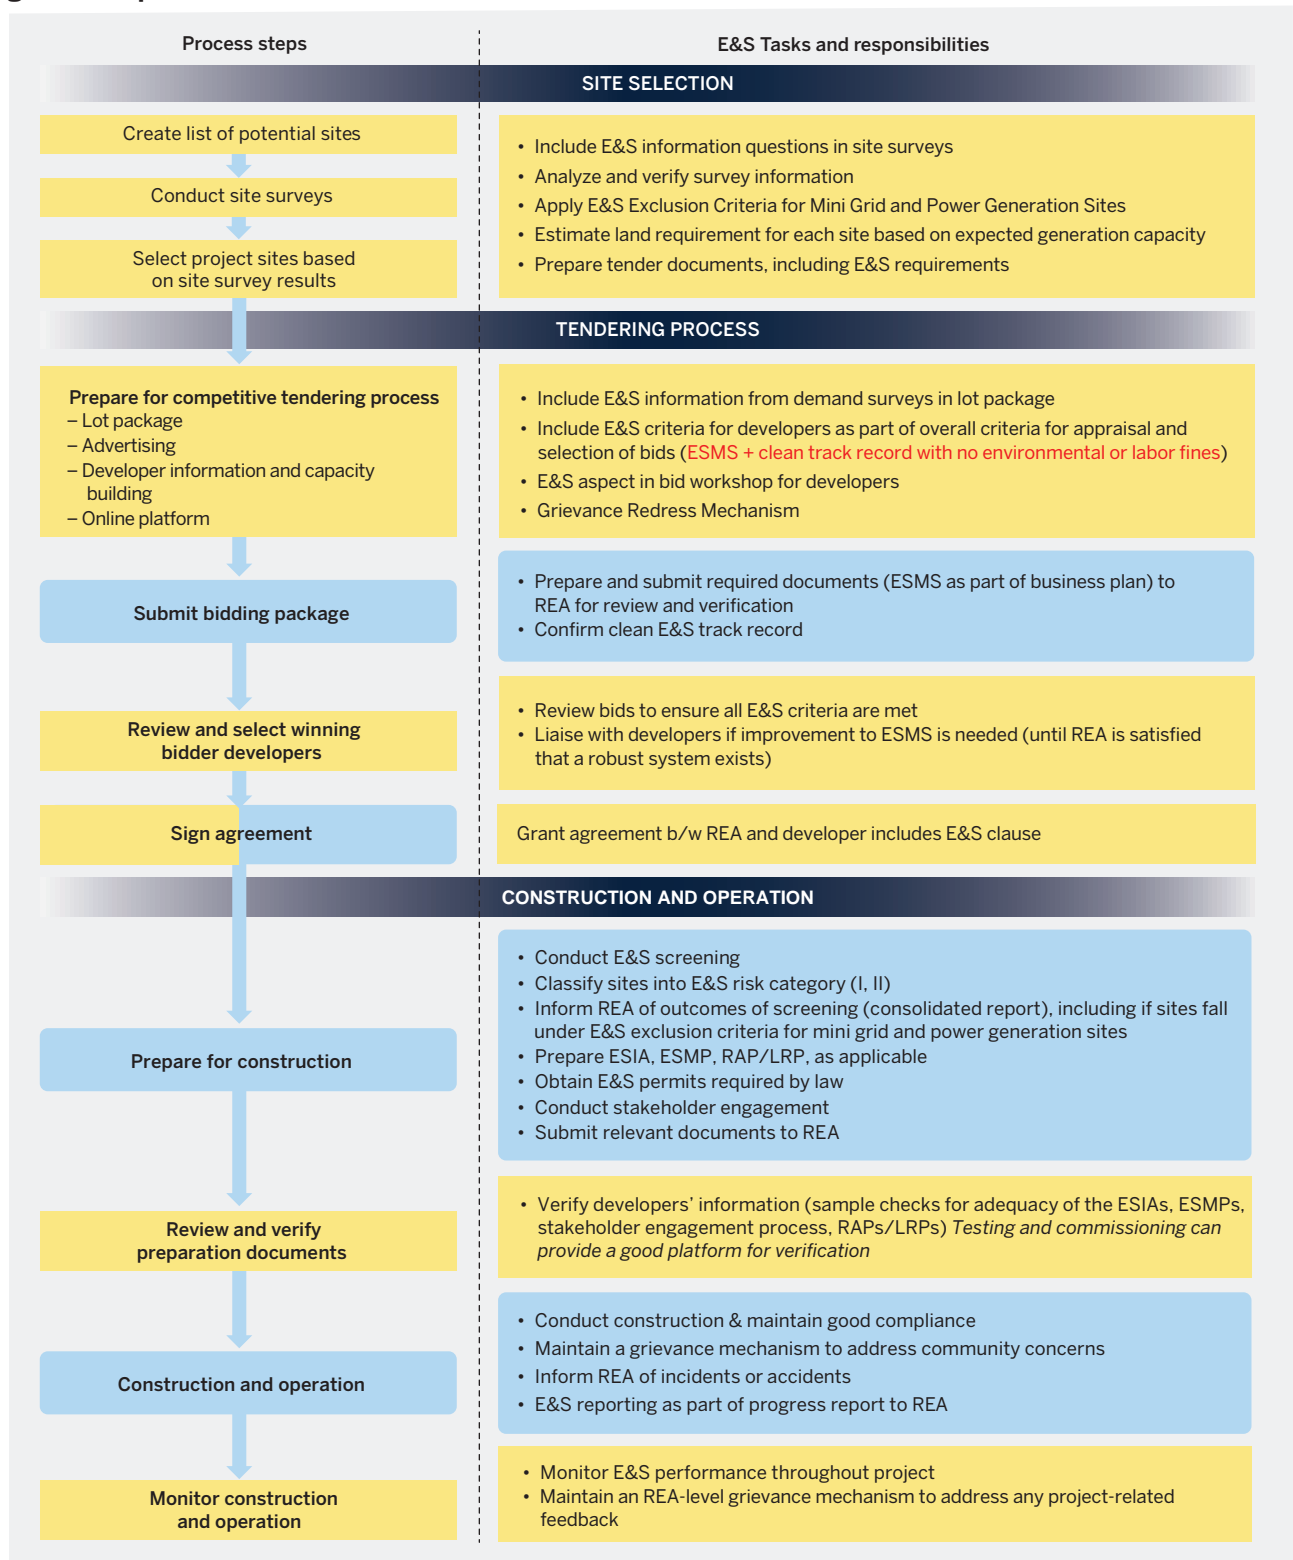 Process steps
E&S Tasks and responsibilities
SITE SELECTION
Create list of potential sites
Conduct site surveys
Select project sites based
on site survey results
• Include E&S information questions in site surveys
• Analyze and verify survey information
• Apply E&S Exclusion Criteria for Mini Grid and Power Generation Sites
• Estimate land requirement for each site based on expected generation capacity
• Prepare tender documents, including E&S requirements
TENDERING PROCESS
Prepare for competitive tendering process
– Lot package
– Advertising
– Developer information and capacity
building
– Online platform
• Include E&S information from demand surveys in lot package
• Include E&S criteria for developers as part of overall criteria for appraisal and
selection of bids (ESMS + clean track record with no environmental or labor fines)
• E&S aspect in bid workshop for developers
• Grievance Redress Mechanism
Submit bidding package
• Prepare and submit required documents (ESMS as part of business plan) to
REA for review and verification
• Confirm clean E&S track record
Review and select winning
bidder developers
• Review bids to ensure all E&S criteria are met
• Liaise with developers if improvement to ESMS is needed (until REA is satisfied
that a robust system exists)
Sign agreement
Grant agreement b/w REA and developer includes E&S clause
CONSTRUCTION AND OPERATION
Prepare for construction
• Conduct E&S screening
• Classify sites into E&S risk category (I, II)
• Inform REA of outcomes of screening (consolidated report), including if sites fall
under E&S exclusion criteria for mini grid and power generation sites
• Prepare ESIA, ESMP, RAP/LRP, as applicable
• Obtain E&S permits required by law
• Conduct stakeholder engagement
• Submit relevant documents to REA
Review and verify
preparation documents
• Verify developers’ information (sample checks for adequacy of the ESIAs, ESMPs,
stakeholder engagement process, RAPs/LRPs) Testing and commissioning can
provide a good platform for verification
Construction and operation
• Conduct construction & maintain good compliance
• Maintain a grievance mechanism to address community concerns
• Inform REA of incidents or accidents
• E&S reporting as part of progress report to REA
Monitor construction
and operation
• Monitor E&S performance throughout project
• Maintain an REA-level grievance mechanism to address any project-related
feedback